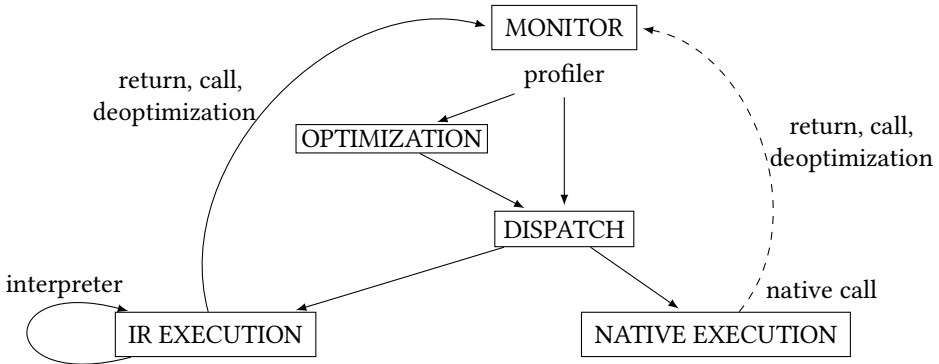 MONITOR
profiler
return, call,
deoptimization
OPTIMIZATION
return, call,
deoptimization
DISPATCH
interpreter
native call
IR EXECUTION
NATIVE EXECUTION